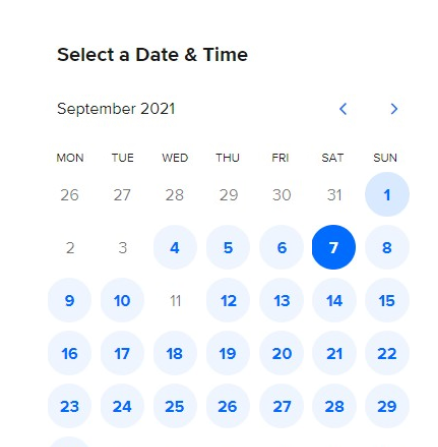 Select a Date & Time
September 2021
MON TUE WED THU FRI SAT SUN
26 27 28 29 30 31 1
2 3 4 5 6 7 8
9 10 11 12 13 14 15
16 17 18 19 20 21 22
23 24 25 26 27 28 29